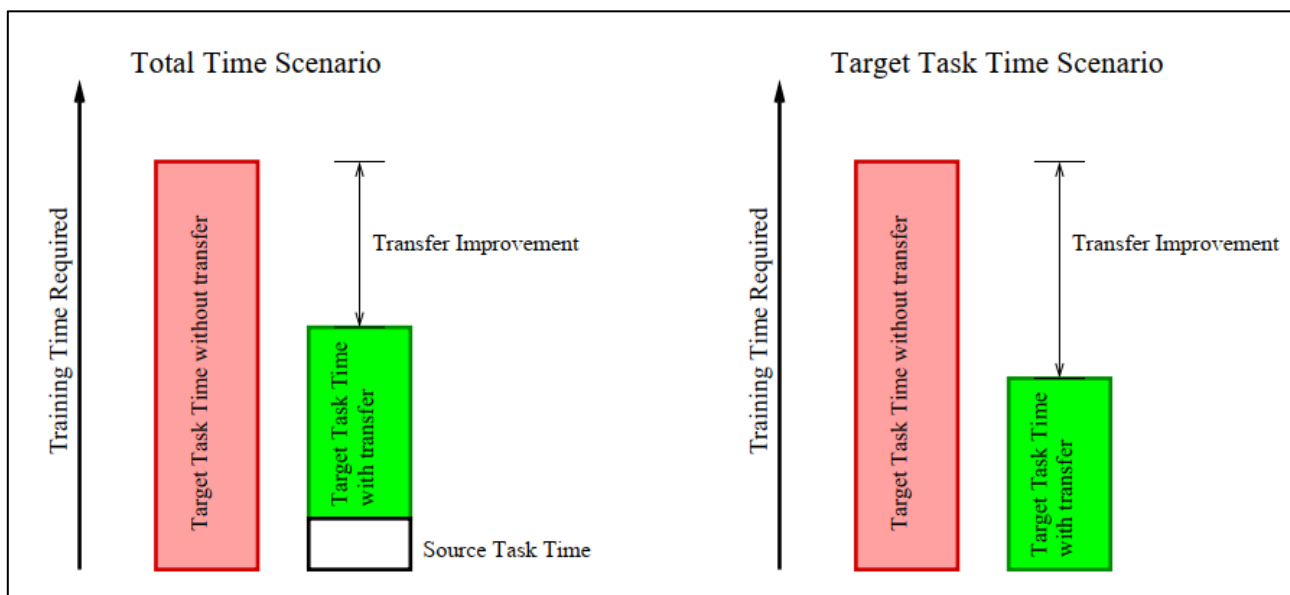 Total Time Scenario
Training Time Required
Target Task Time without transfer
Target Task Time
with transfer
Transfer Improvement
Source Task Time
Target Task Time Scenario
Training Time Required
Target Task Time without transfer
Target Task Time
with transfer
Transfer Improvement